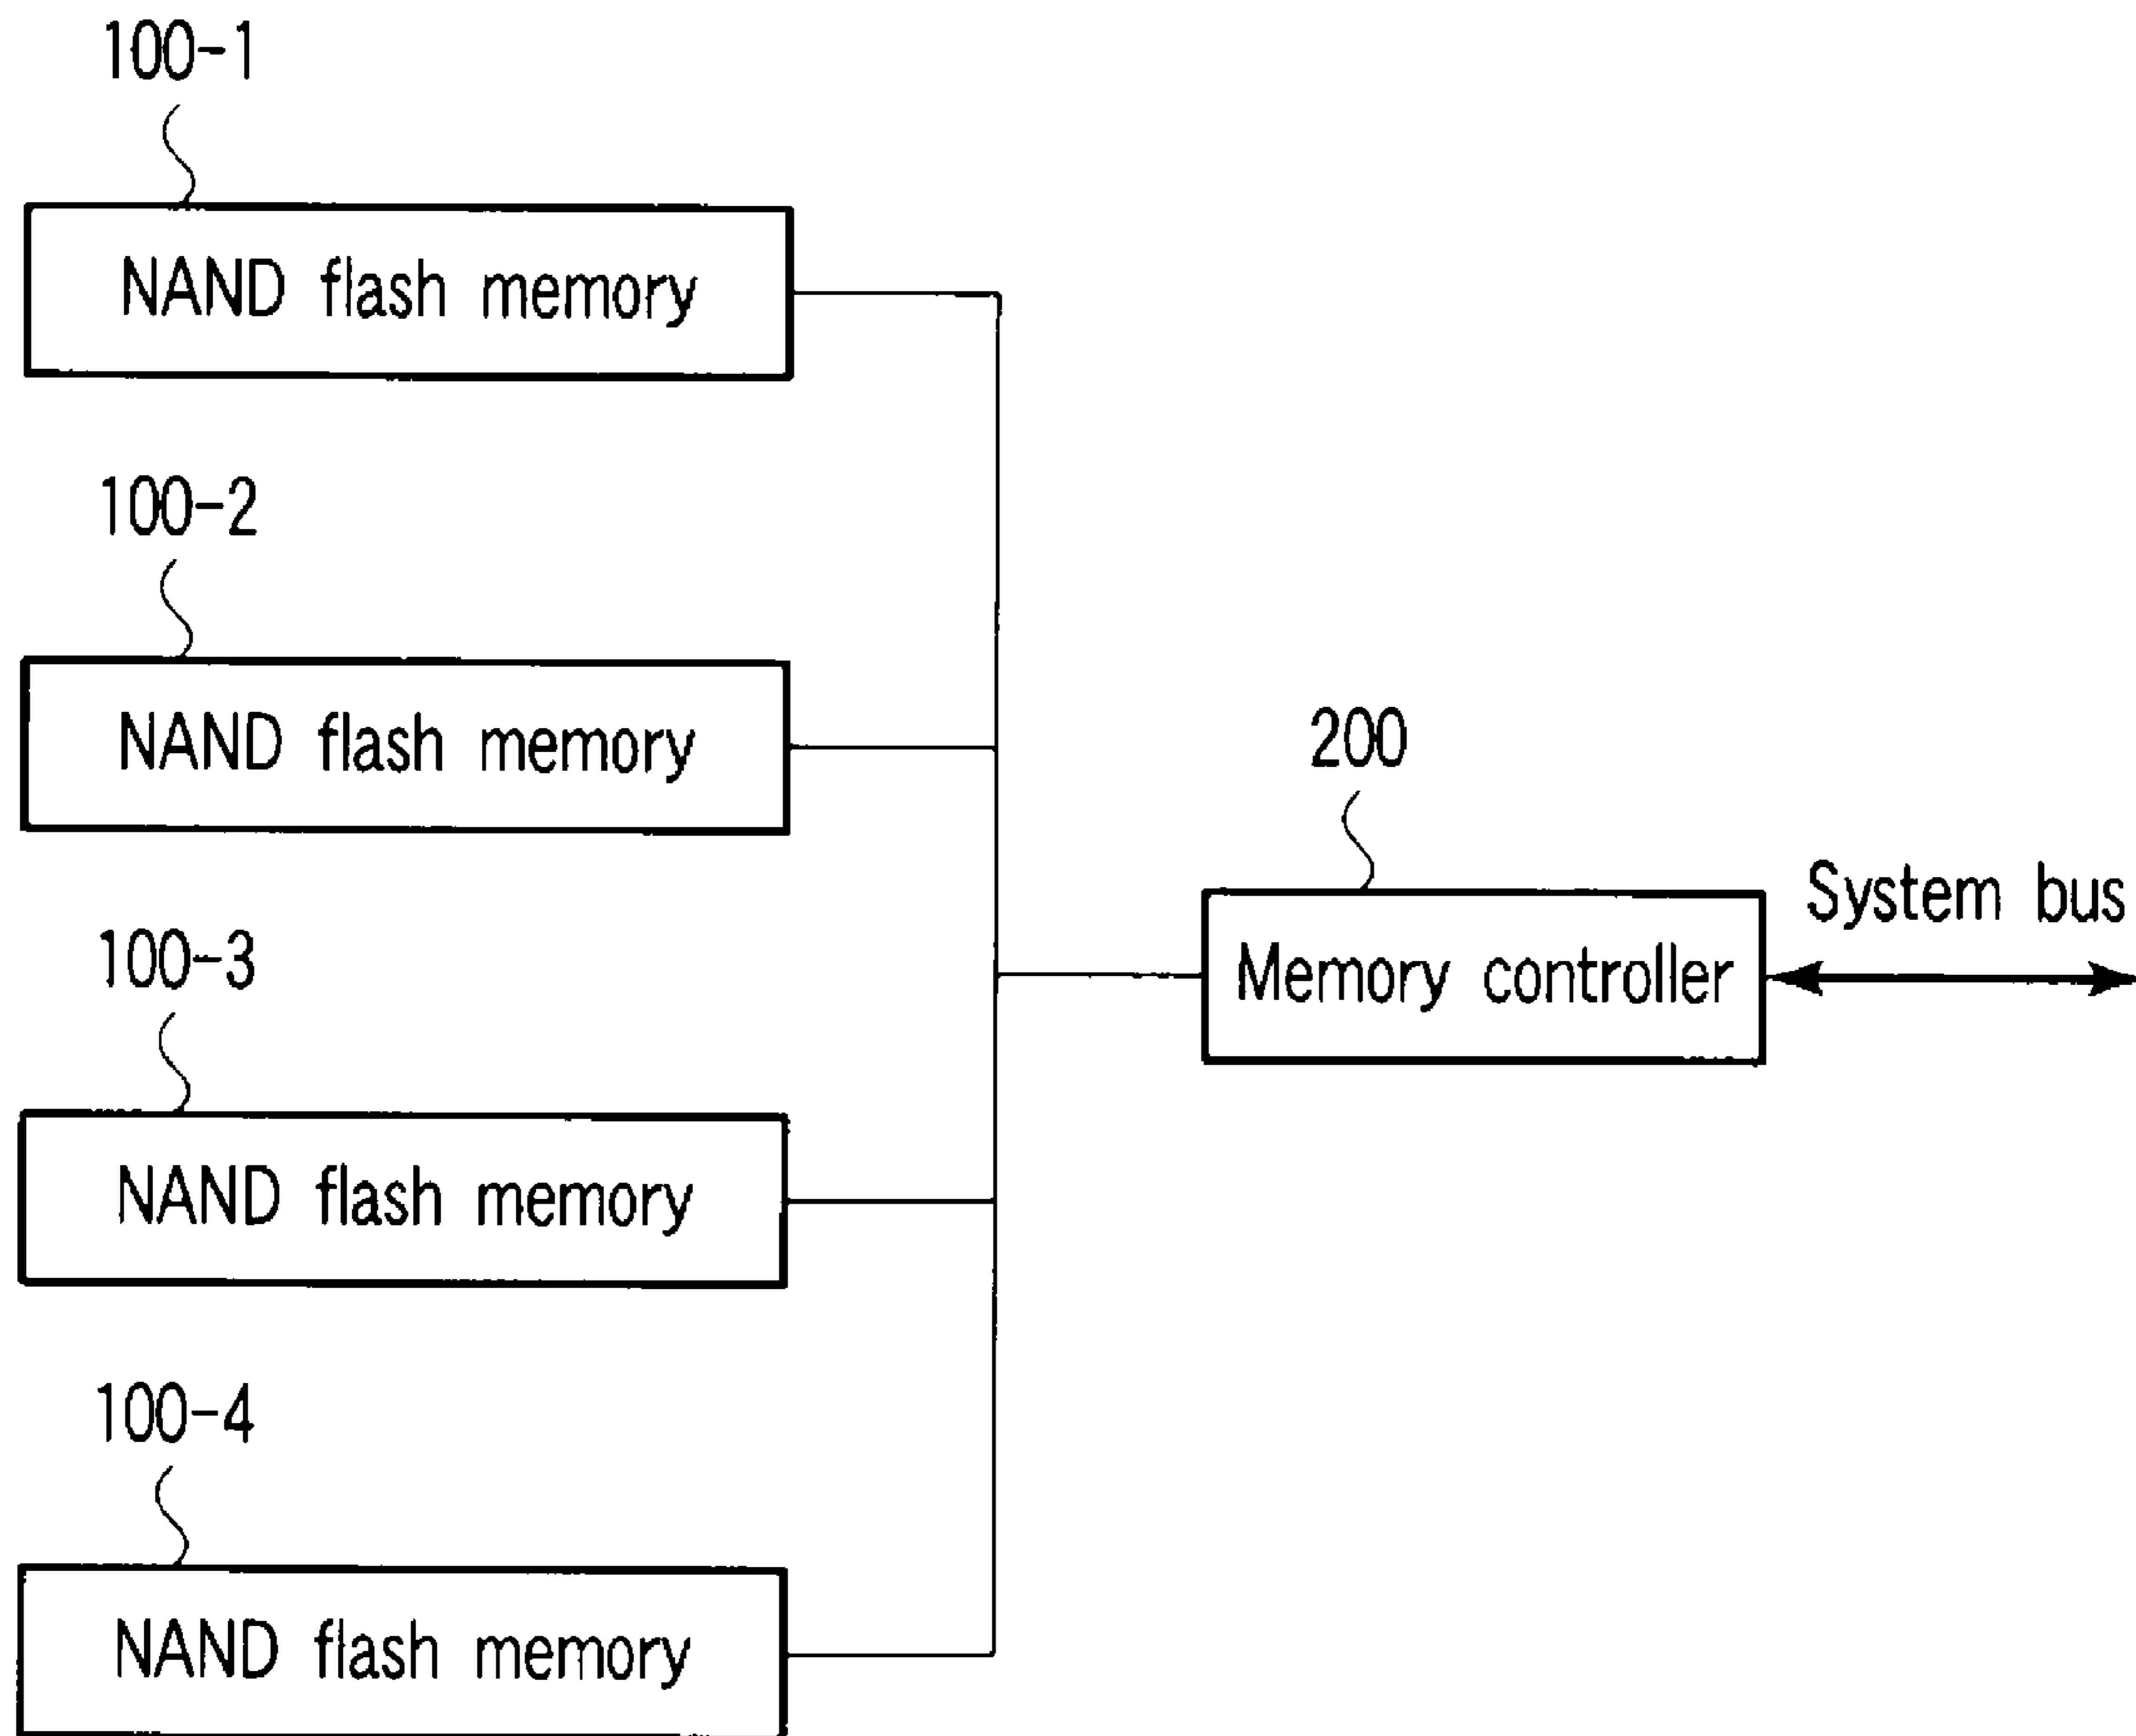 100-1
NAND flash memory
100-2
NAND flash memory
200
System bus
100-3
Memory controller
NAND flash memory
100-4
NAND flash memory